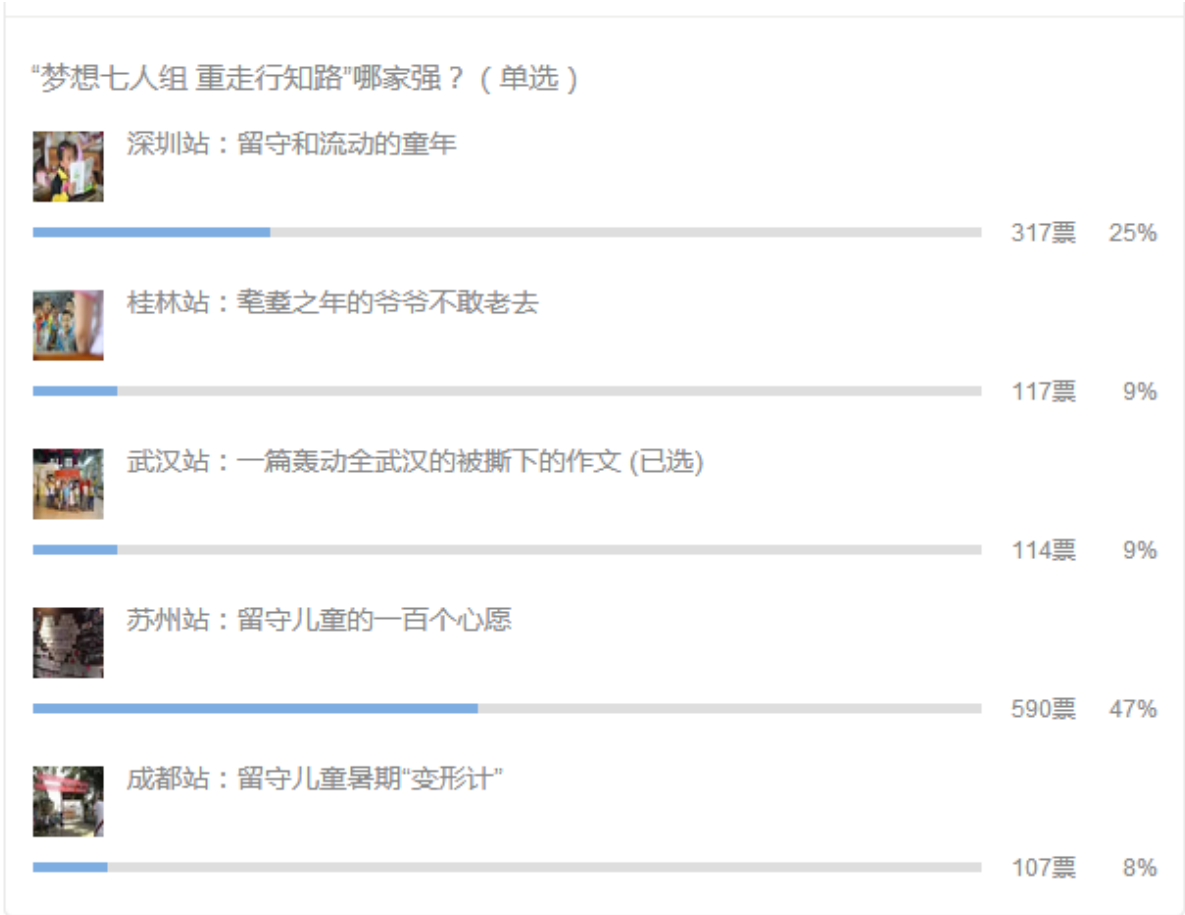 “梦想七人组 重走行知路”哪家强？（单选）
深圳站：留守和流动的童年
317票 25%
桂林站：耄耋之年的爷爷不敢老去
117票 9%
武汉站：一篇轰动全武汉的被撕下的作文 (已选)
114票 9%
苏州站：留守儿童的一百个心愿
590票 47%
成都站：留守儿童暑期“变形计”
107票 8%